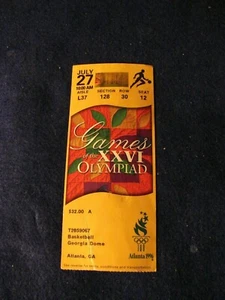 JULY
27
10:00 AM
AISLE SECTION ROW SEAT
L37 128 30 12
Games
of the XXVI
OLYMPIAD
$32.00 A
Basketball
Georgia Dome
Atlanta, GA
Atlanta 1996